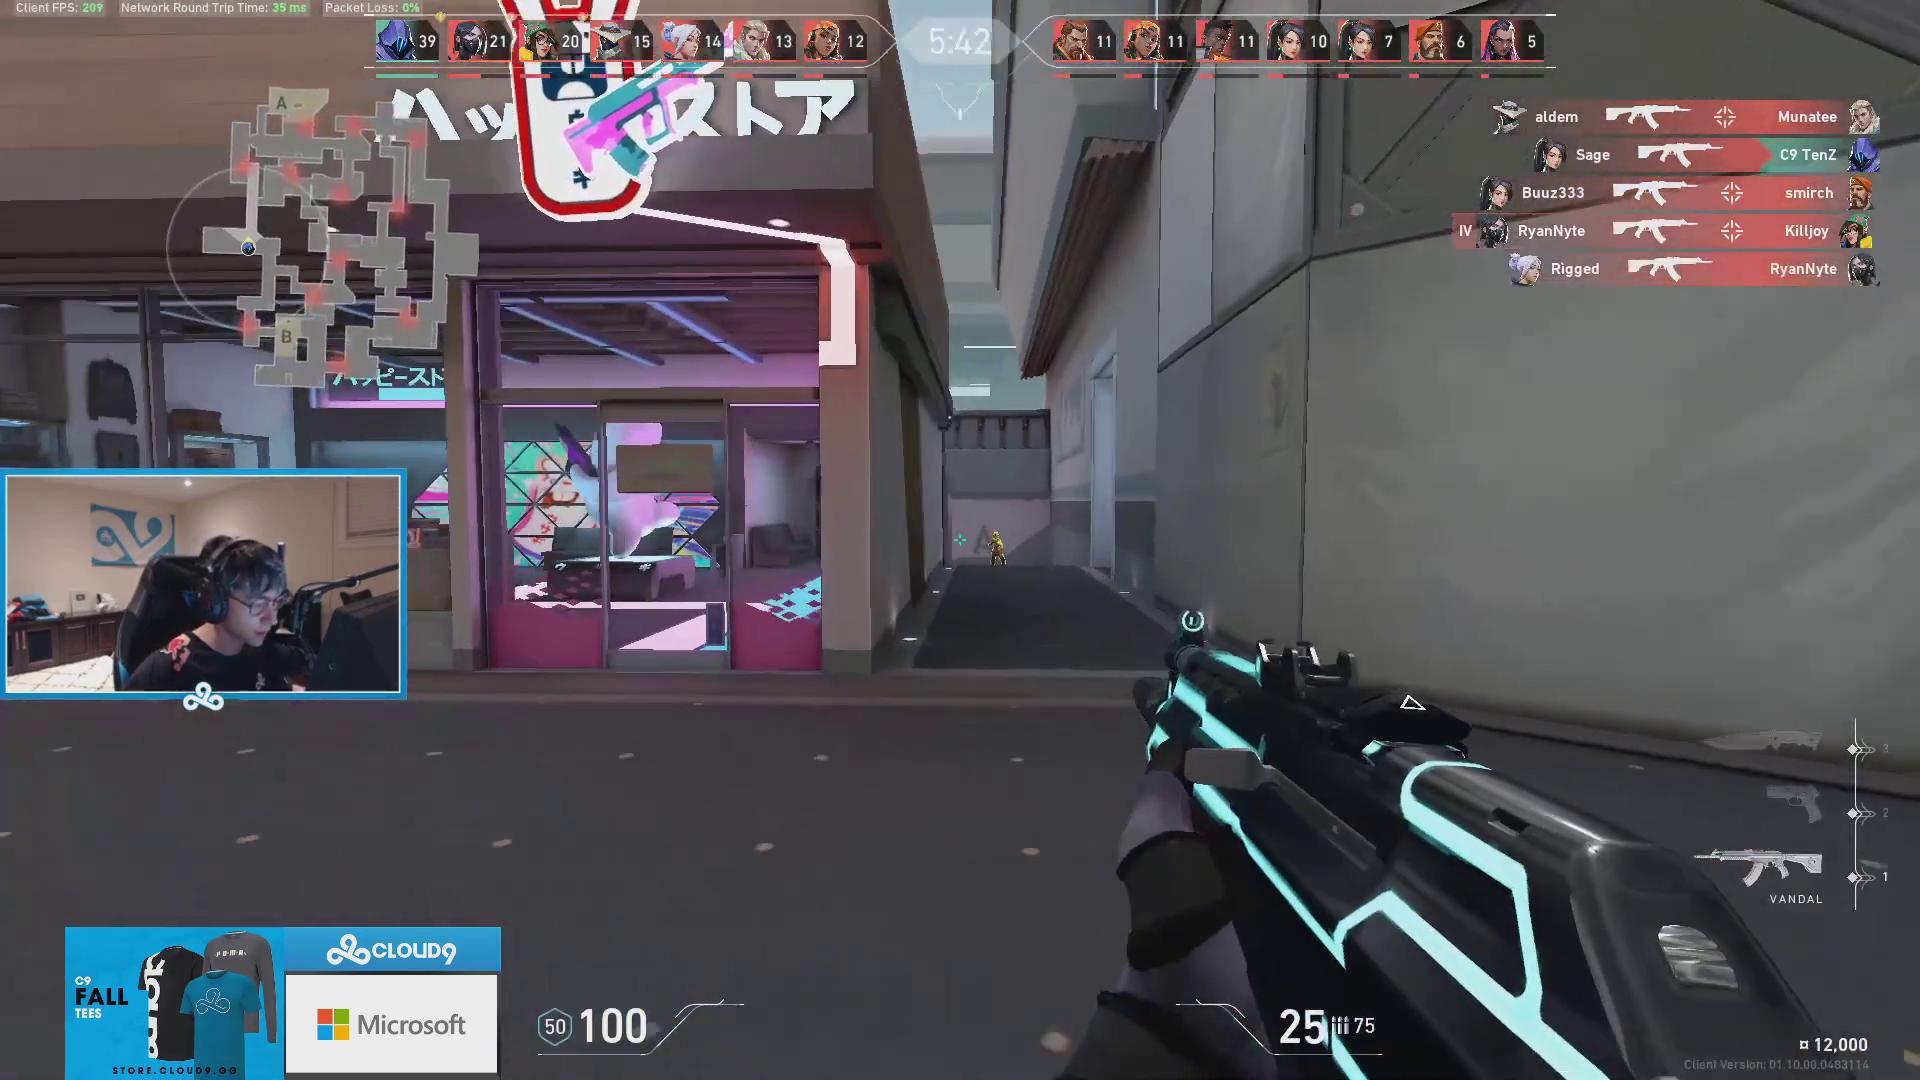 Client FPS: 209 Network Round Trip Time: 35 ms Packet Loss: 0%
39 21 20 15 14 13 12
5:42
11 11 11 10 7 6 5
ストア
A
B
aldem Munatee
Sage C9 TenZ
Buuz333 smirch
IV RyanNyte Killjoy
Rigged RyanNyte
ハッピースト
A
3
2
1
VANDAL
C9
FALL
TEES
STORE.CLOUD9.GG
CLOUD9
Microsoft
50 100
25 75
¤ 12,000
Client Version: 01.10.00.0483114